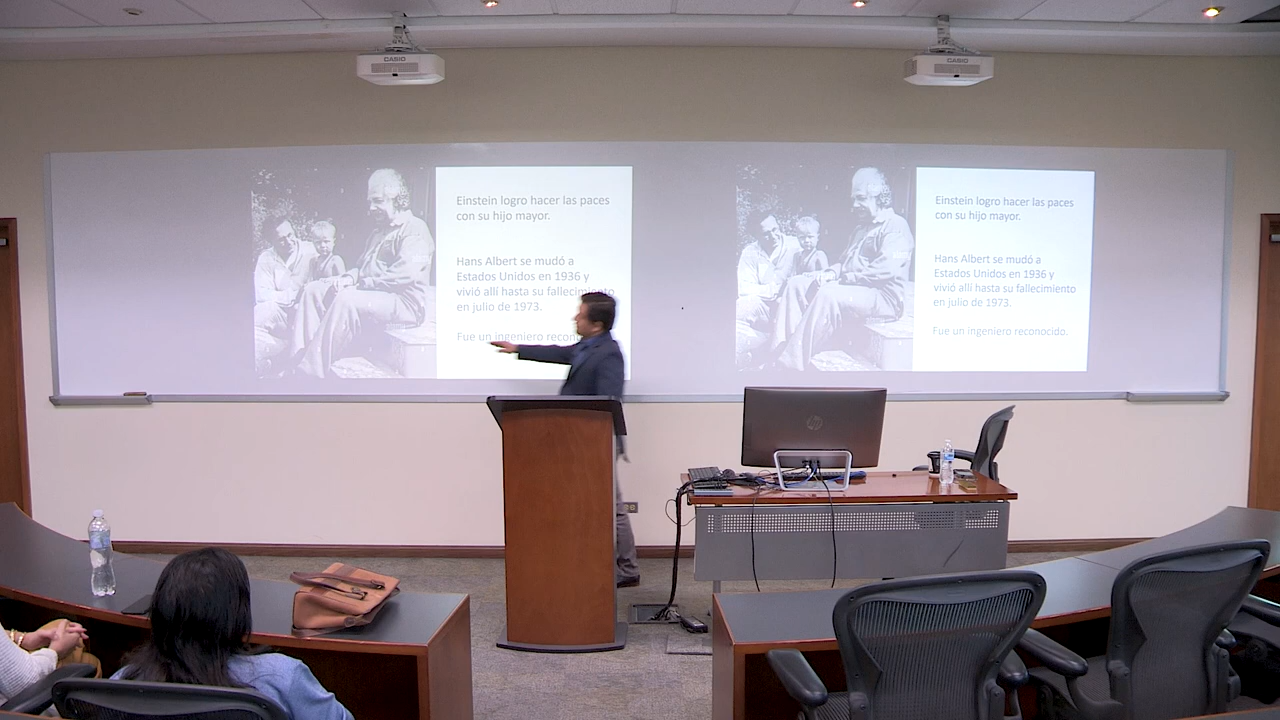 CASIO
CASIO
Einstein logro hacer las paces
con su hijo mayor.
Hans Albert se mudó a
Estados Unidos en 1936 y
vivió allí hasta su fallecimiento
en julio de 1973.
Fue un ingeniero recono
Einstein logro hacer las paces
con su hijo mayor.
Hans Albert se mudó a
Estados Unidos en 1936 y
vivió allí hasta su fallecimiento
en julio de 1973.
Fue un ingeniero reconocido.
hp